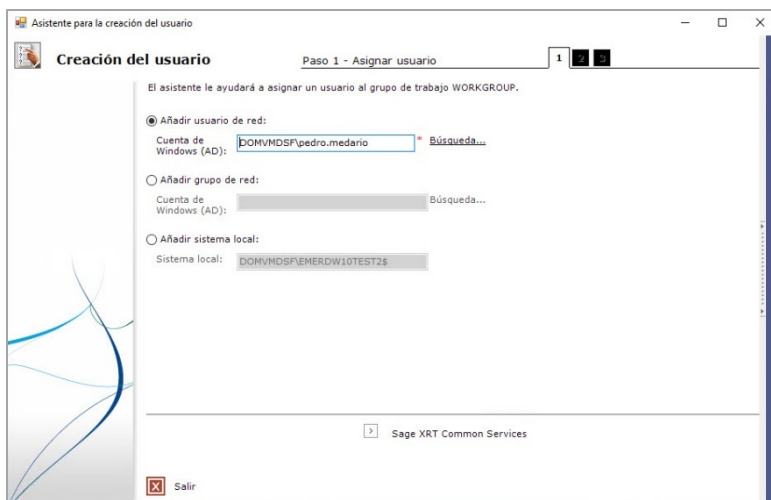 Asistente para la creación del usuario
Creación del usuario
Paso 1 - Asignar usuario
1 2 3
El asistente le ayudará a asignar un usuario al grupo de trabajo WORKGROUP.
Añadir usuario de red:
Cuenta de
Windows (AD):
DOMVMDSF\pedro.medario * Búsqueda...
Añadir grupo de red:
Cuenta de
Windows (AD):
Búsqueda...
Añadir sistema local:
Sistema local: DOMVMDSF\EMERDW10TEST2$
Sage XRT Common Services
Salir